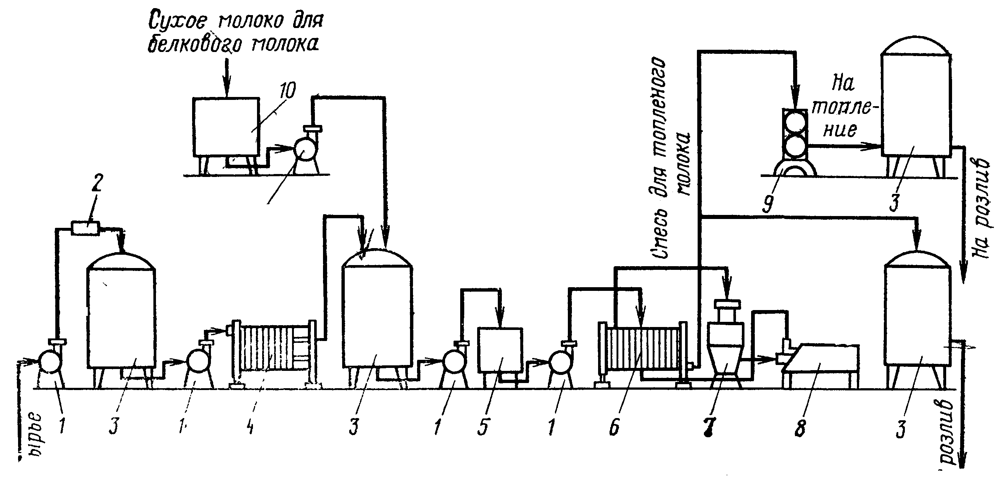 Сухое молоко для
белкового молока
10
2
Смесь для топленого
молока
На
топле-
ние
9
3
На розлив
ырье
1
3
1
4
3
1
5
1
6
7
8
3
розлив